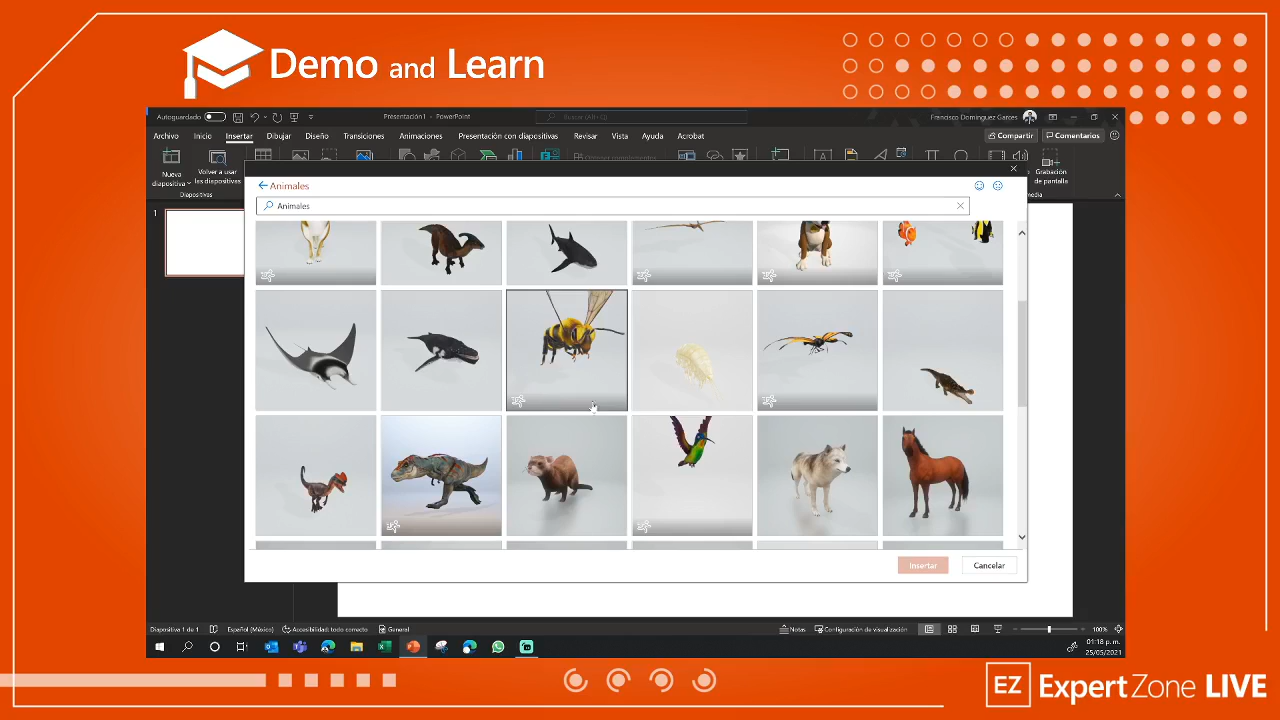 Demo and Learn
Autoguardado
Presentación1 - PowerPoint
Buscar (Alt+Q)
Francisco Dominguez Garces
Archivo Inicio Insertar Dibujar Diseño Transiciones Animaciones Presentación con diapositivas Revisar Vista Ayuda Acrobat
Compartir
Comentarios
Nueva diapositiva
Volver a usar las diapositivas
Diapositivas
Grabación de pantalla
Animales
Animales
1
Insertar
Cancelar
Diapositiva 1 de 1
Español (México)
Accesibilidad: todo correcto
General
Notas
Configuración de visualización
100%
01:18 p. m.
25/05/2021
EZ ExpertZone LIVE